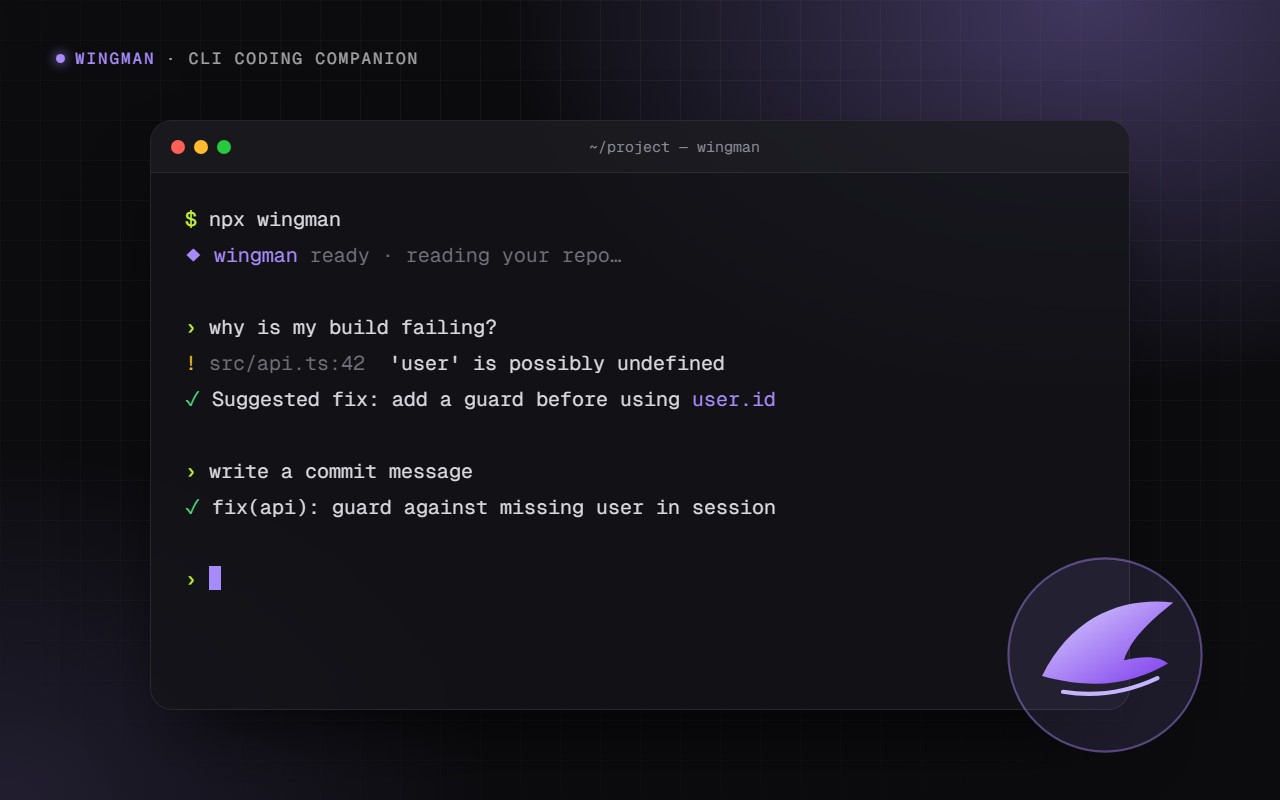 WINGMAN · CLI CODING COMPANION
~/project — wingman
$ npx wingman
◆ wingman ready · reading your repo…
› why is my build failing?
! src/api.ts:42 'user' is possibly undefined
✓ Suggested fix: add a guard before using user.id
› write a commit message
✓ fix(api): guard against missing user in session
›